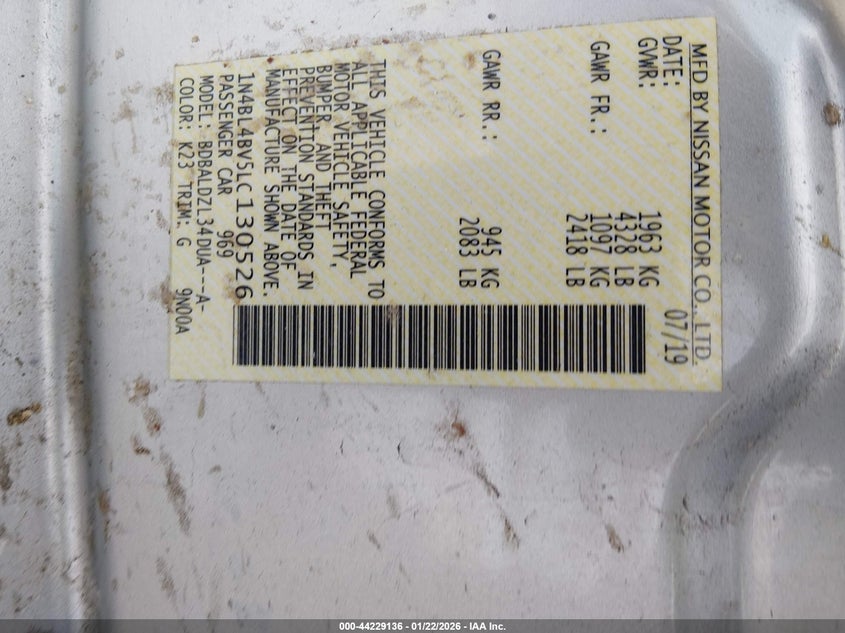 MFD BY NISSAN MOTOR CO., LTD.
DATE: 07/19
GVWR: 1963 KG
4328 LB
GAWR FR.: 1097 KG
2418 LB
GAWR RR.: 945 KG
2083 LB
THIS VEHICLE CONFORMS TO
ALL APPLICABLE FEDERAL
MOTOR VEHICLE SAFETY,
BUMPER, AND THEFT
PREVENTION STANDARDS IN
EFFECT ON THE DATE OF
MANUFACTURE SHOWN ABOVE.
1N4BL4BV5LC130526
PASSENGER CAR 969
MODEL: BDBALDZL34DUA---A-
COLOR: K23 TRIM: G 9N00A
000-44229136 - 01/22/2026 - IAA Inc.